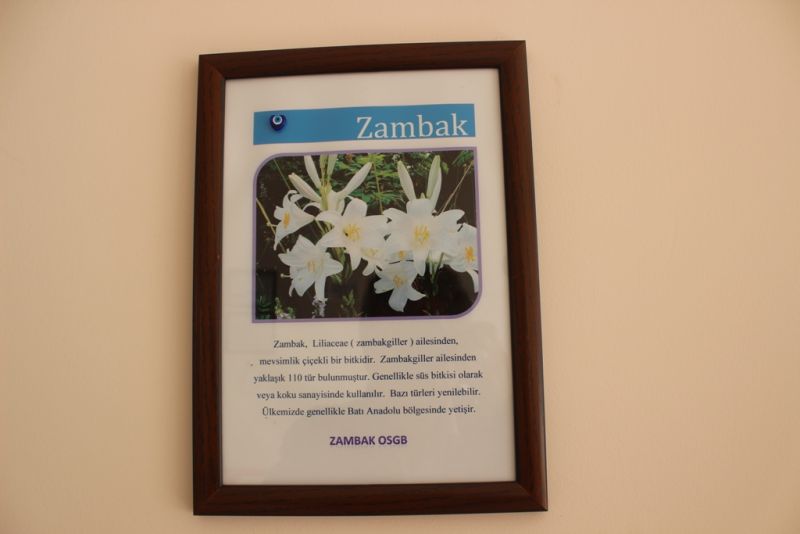 Zambak
Zambak, Liliaceae ( zambakgiller ) ailesinden,
mevsimlik çiçekli bir bitkidir. Zambakgiller ailesinden
yaklaşık 110 tür bulunmuştur. Genellikle süs bitkisi olarak
veya koku sanayisinde kullanılır. Bazı türleri yenilebilir.
Ülkemizde genellikle Batı Anadolu bölgesinde yetişir.
ZAMBAK OSGB